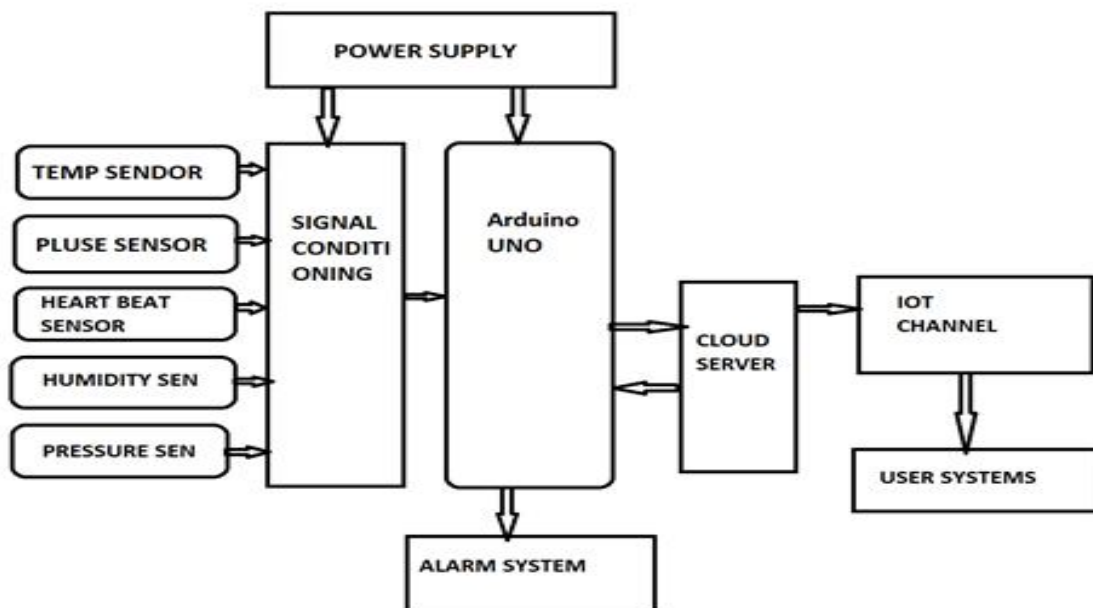 POWER SUPPLY
TEMP SENDOR
PLUSE SENSOR
HEART BEAT
SENSOR
HUMIDITY SEN
PRESSURE SEN
SIGNAL
CONDITI
ONING
Arduino
UNO
CLOUD
SERVER
IOT
CHANNEL
USER SYSTEMS
ALARM SYSTEM